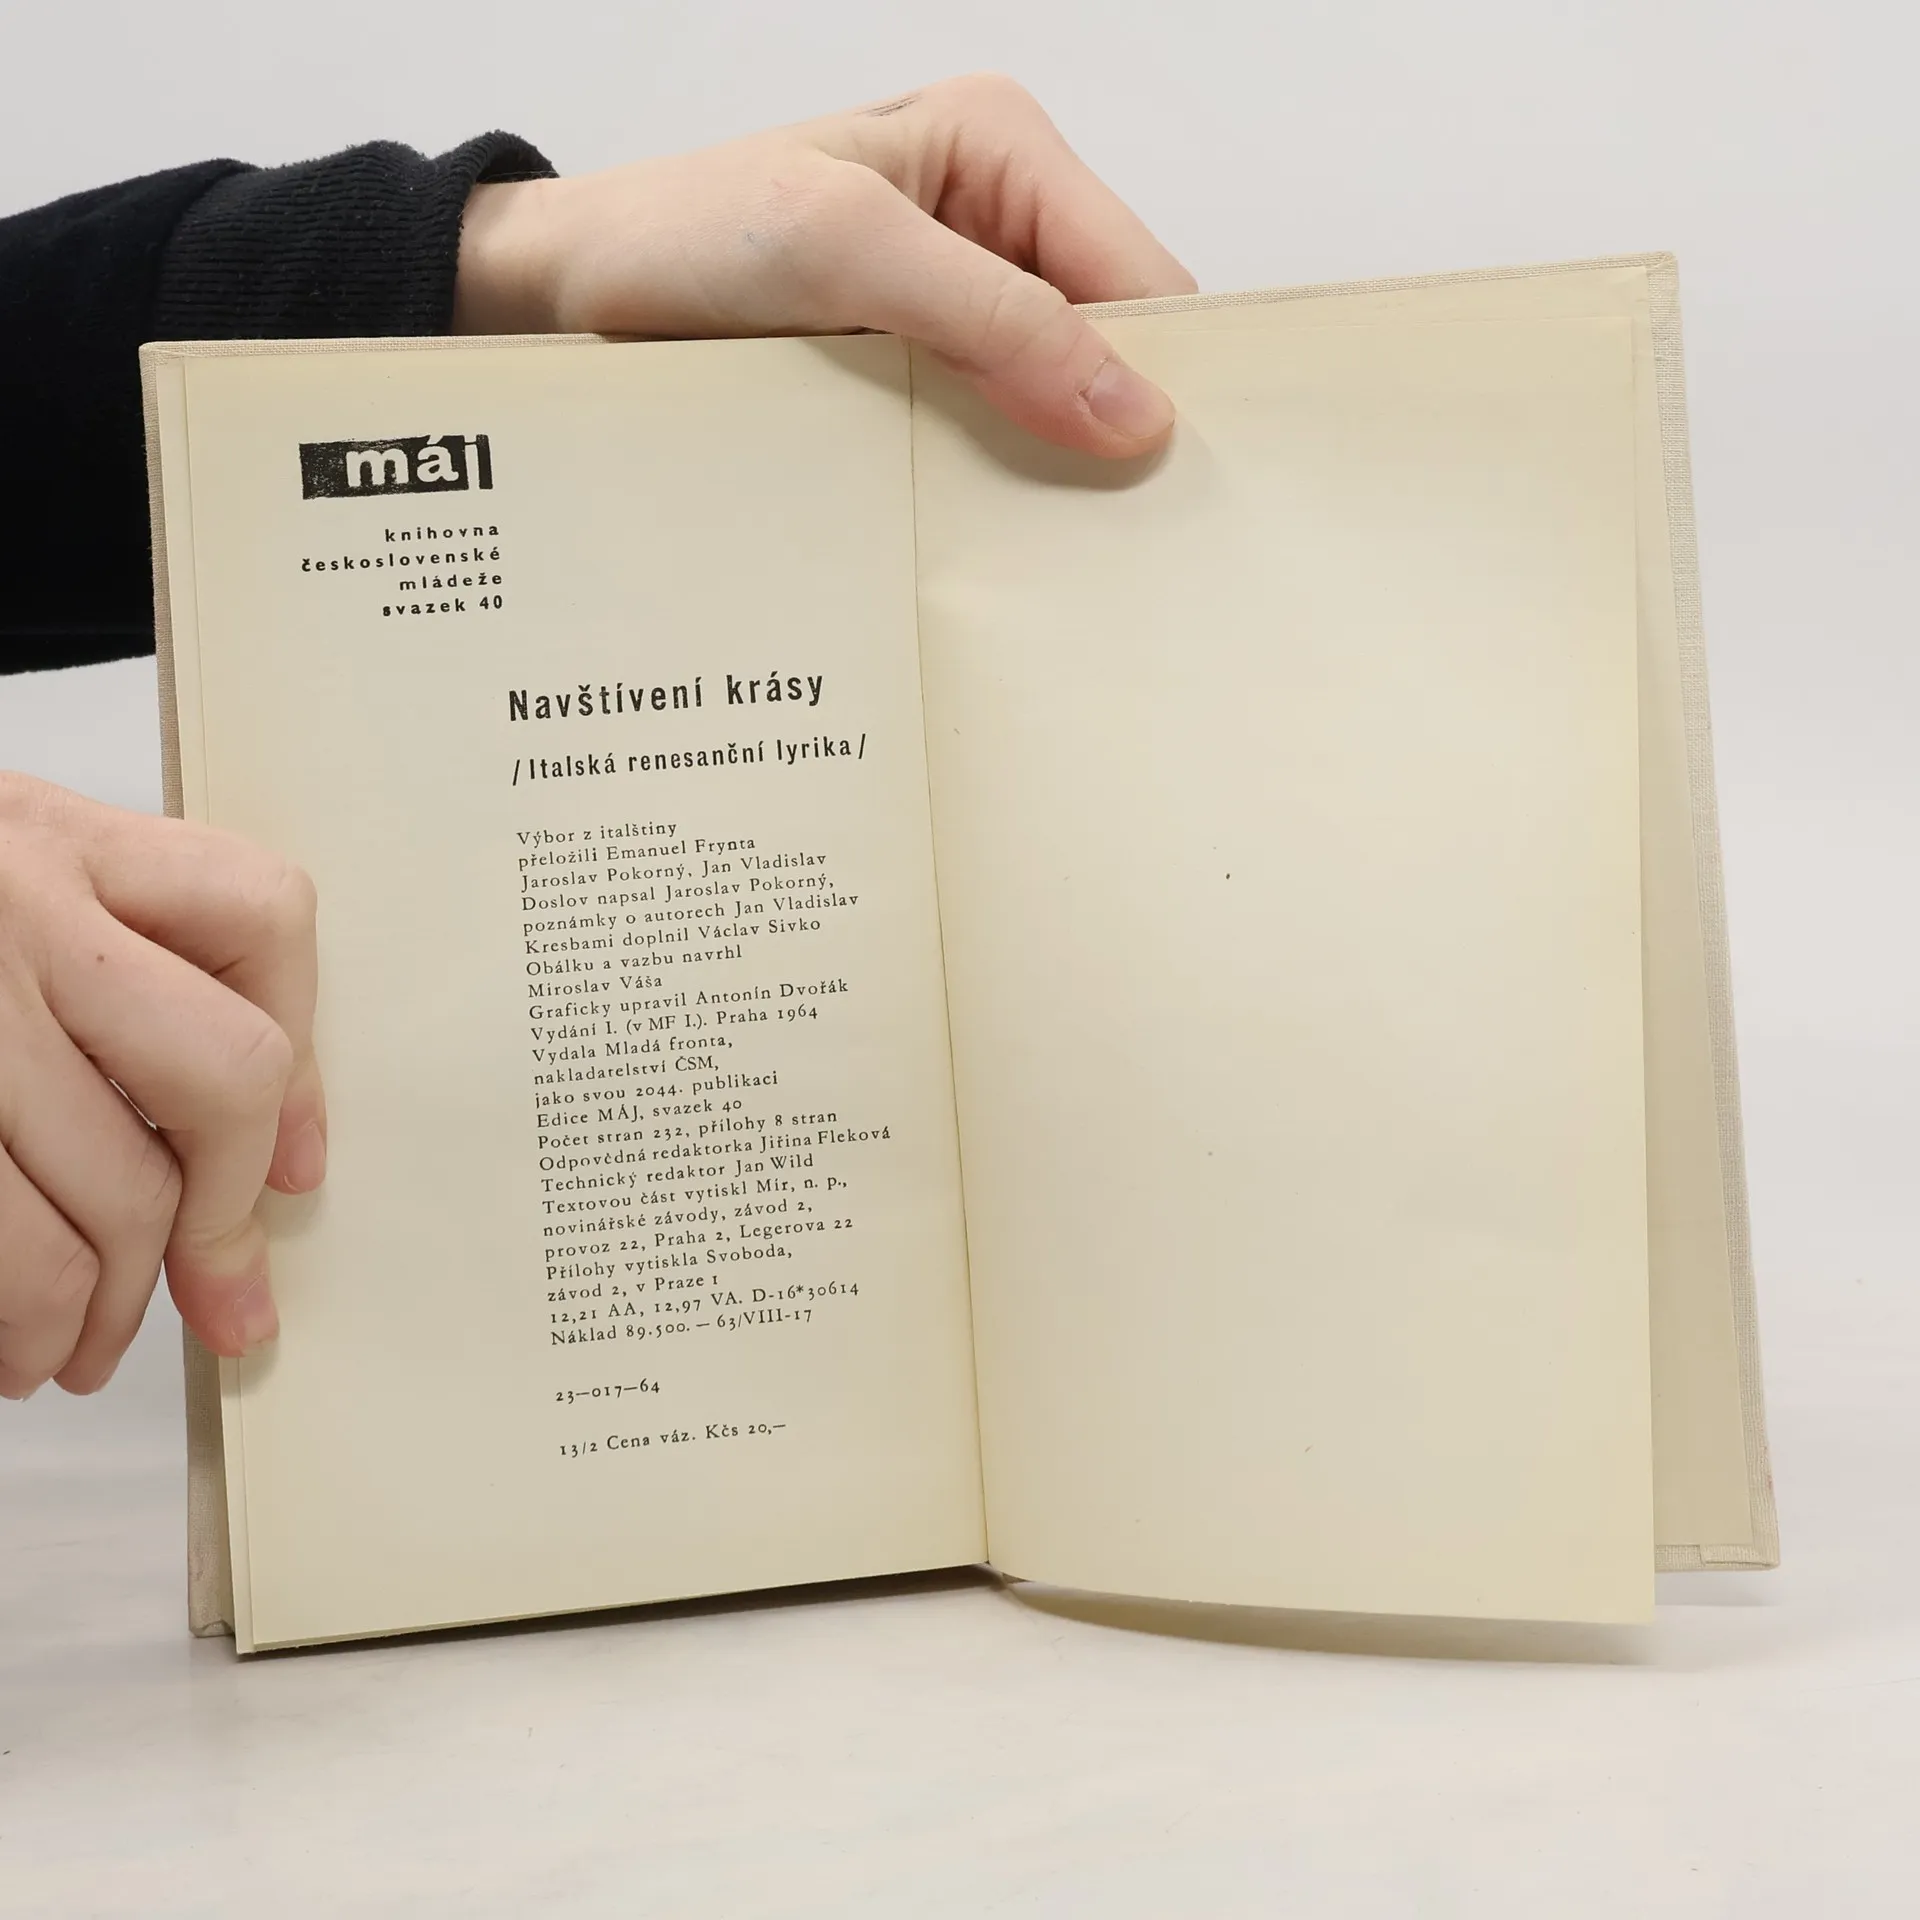 máj
knihovna
československé
mládeže
svazek 40
Navštívení krásy
/Italská renesanční lyrika/
Výbor z italštiny
přeložili Emanuel Frynta
Jaroslav Pokorný, Jan Vladislav
Doslov napsal Jaroslav Pokorný,
poznámky o autorech Jan Vladislav
Kresbami doplnil Václav Sivko
Obálku a vazbu navrhl
Miroslav Váša
Graficky upravil Antonín Dvořák
Vydání I. (v MF I.). Praha 1964
Vydala Mladá fronta,
nakladatelství ČSM,
jako svou 2044. publikaci
Edice MÁJ, svazek 40
Počet stran 232, přílohy 8 stran
Odpovědná redaktorka Jiřina Fleková
Technický redaktor Jan Wild
Textovou část vytiskl Mír, n. p.,
novinářské závody, závod 2,
provoz 22, Praha 2, Legerova 22
Přílohy vytiskla Svoboda,
závod 2, v Praze 1
12,21 AA, 12,97 VA. D-16*30614
Náklad 89.500. — 63/VIII-17
23—017—64
13/2 Cena váz. Kčs 20,—